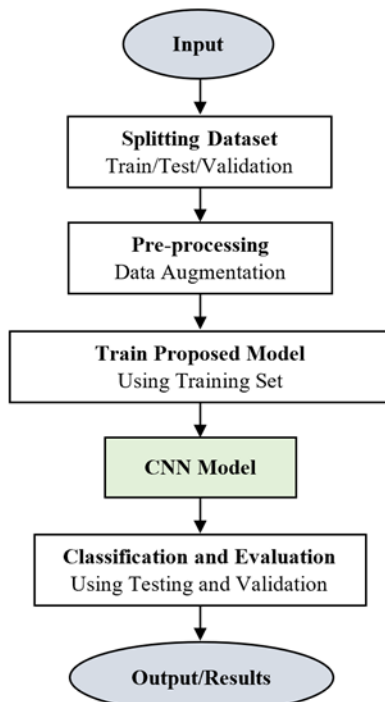 Input
Splitting Dataset
Train/Test/Validation
Pre-processing
Data Augmentation
Train Proposed Model
Using Training Set
CNN Model
Classification and Evaluation
Using Testing and Validation
Output/Results